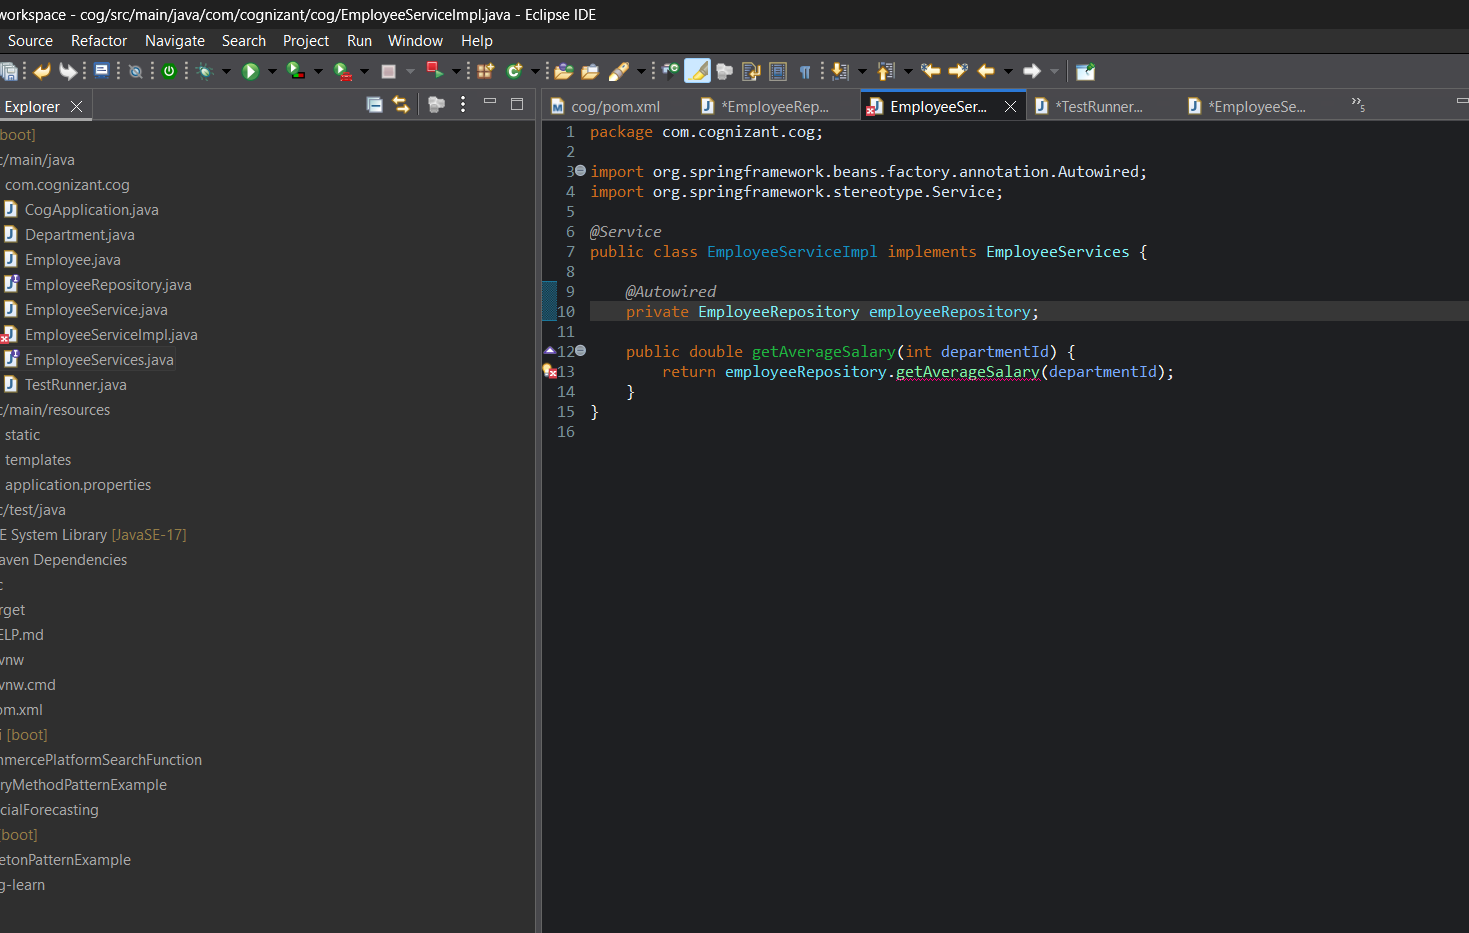 workspace - cog/src/main/java/com/cognizant/cog/EmployeeServiceImpl.java - Eclipse IDE
Source Refactor Navigate Search Project Run Window Help
Explorer
cog/pom.xml *EmployeeRep... EmployeeSer... *TestRunner... *EmployeeSe... »5
[boot]
c/main/java
com.cognizant.cog
CogApplication.java
Department.java
Employee.java
EmployeeRepository.java
EmployeeService.java
EmployeeServiceImpl.java
EmployeeServices.java
TestRunner.java
c/main/resources
static
templates
application.properties
c/test/java
E System Library [JavaSE-17]
aven Dependencies
c
rget
ELP.md
vnw
vnw.cmd
om.xml
i [boot]
mmercePlatformSearchFunction
ryMethodPatternExample
cialForecasting
[boot]
etonPatternExample
g-learn
1 package com.cognizant.cog;
2
3 import org.springframework.beans.factory.annotation.Autowired;
4 import org.springframework.stereotype.Service;
5
6 @Service
7 public class EmployeeServiceImpl implements EmployeeServices {
8
9 @Autowired
10 private EmployeeRepository employeeRepository;
11
12 public double getAverageSalary(int departmentId) {
13 return employeeRepository.getAverageSalary(departmentId);
14 }
15 }
16